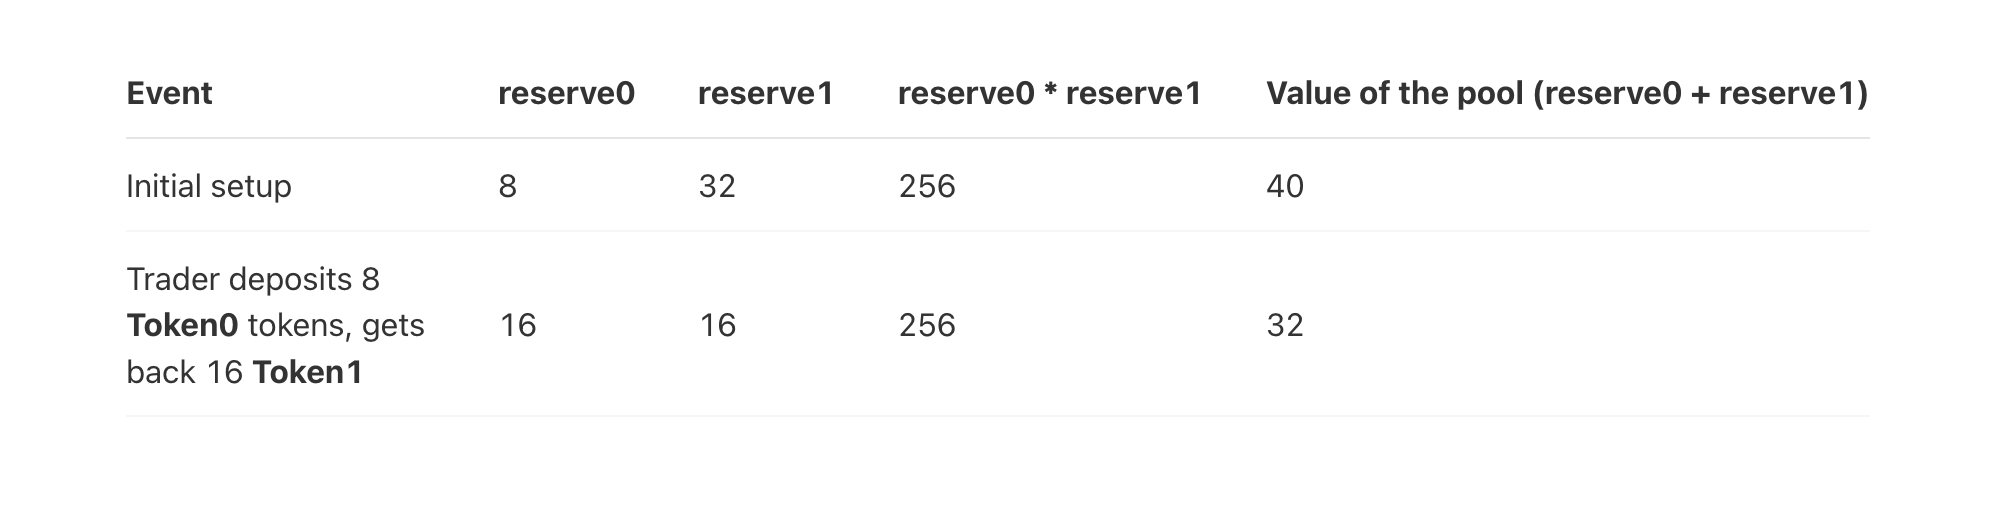 Event reserve0 reserve1 reserve0 * reserve1 Value of the pool (reserve0 + reserve1)
Initial setup 8 32 256 40
Trader deposits 8
Token0 tokens, gets 16 16 256 32
back 16 Token1